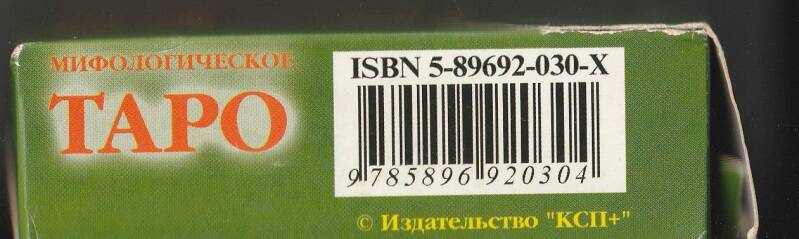 МИФОЛОГИЧЕСКОЕ
ТАРО
ISBN 5-89692-030-X
9 785896 920304
© Издательство "КСП+"